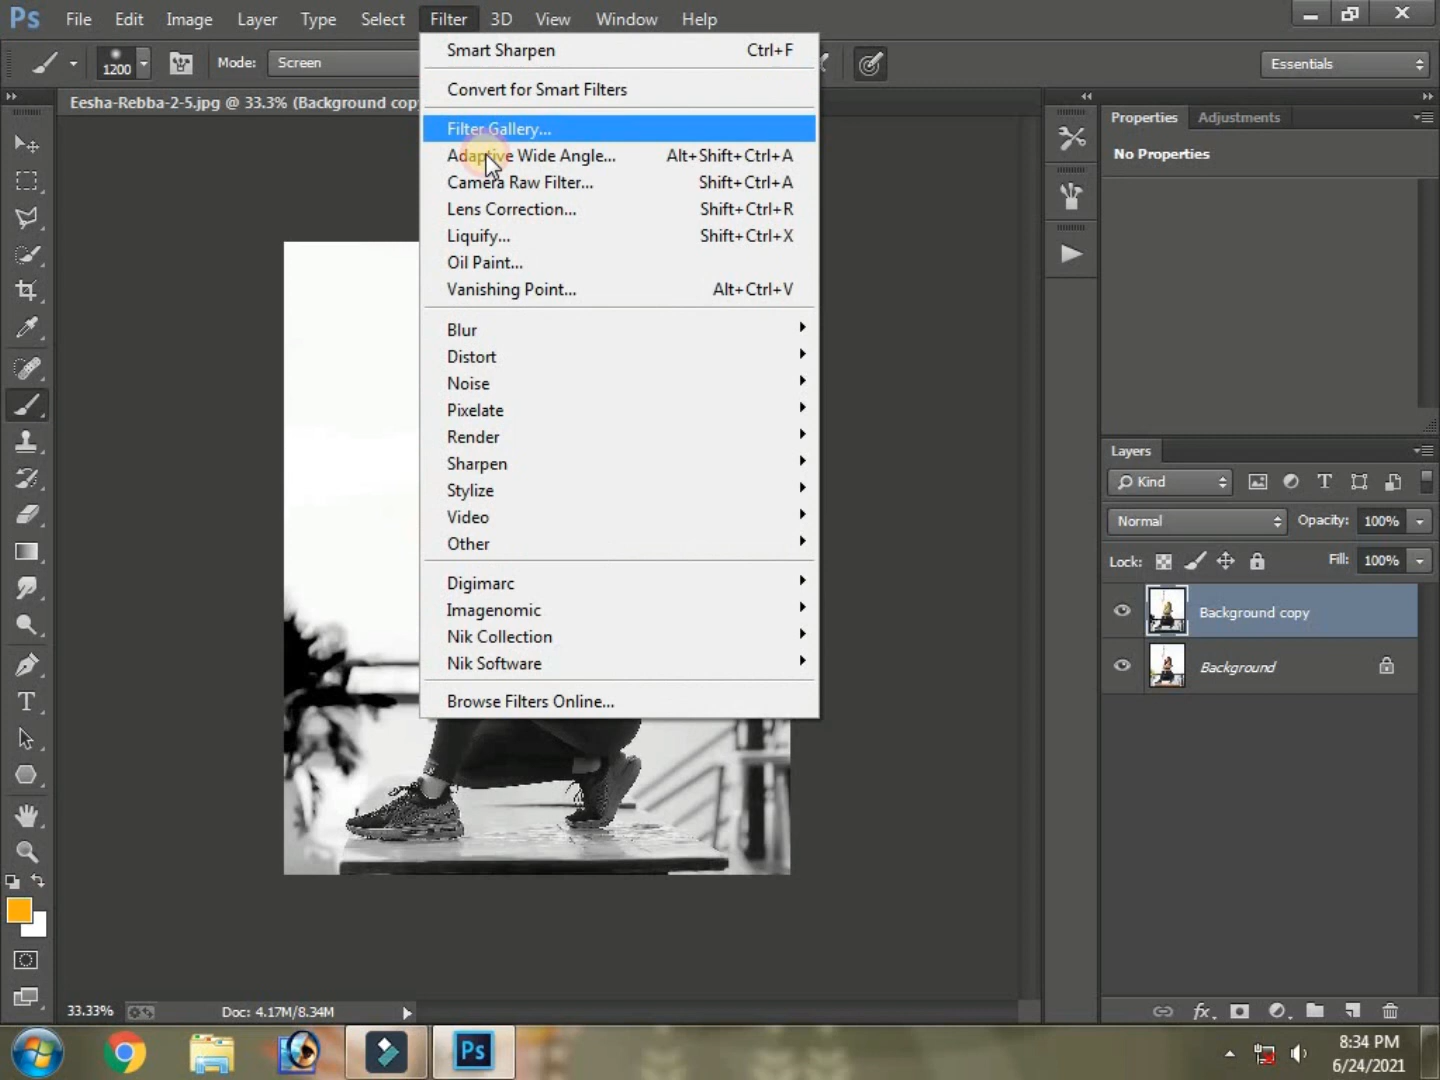 Ps File Edit Image Layer Type Select Filter 3D View Window Help
1200 Mode: Screen Essentials
Eesha-Rebba-2-5.jpg @ 33.3% (Background cop
Smart Sharpen Ctrl+F
Convert for Smart Filters
Filter Gallery...
Adaptive Wide Angle... Alt+Shift+Ctrl+A
Camera Raw Filter... Shift+Ctrl+A
Lens Correction... Shift+Ctrl+R
Liquify... Shift+Ctrl+X
Oil Paint...
Vanishing Point... Alt+Ctrl+V
Blur
Distort
Noise
Pixelate
Render
Sharpen
Stylize
Video
Other
Digimarc
Imagenomic
Nik Collection
Nik Software
Browse Filters Online...
Properties Adjustments
No Properties
Layers
Kind
Normal Opacity: 100%
Lock: Fill: 100%
Background copy
Background
33.33% Doc: 4.17M/8.34M
Ps
8:34 PM
6/24/2021